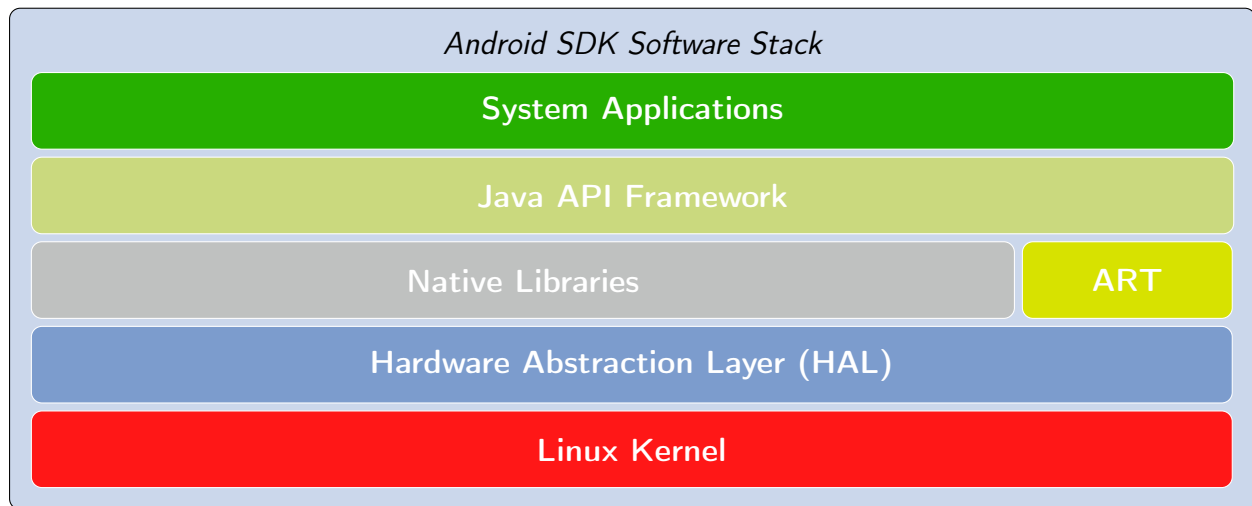 Android SDK Software Stack
System Applications
Java API Framework
Native Libraries
ART
Hardware Abstraction Layer (HAL)
Linux Kernel